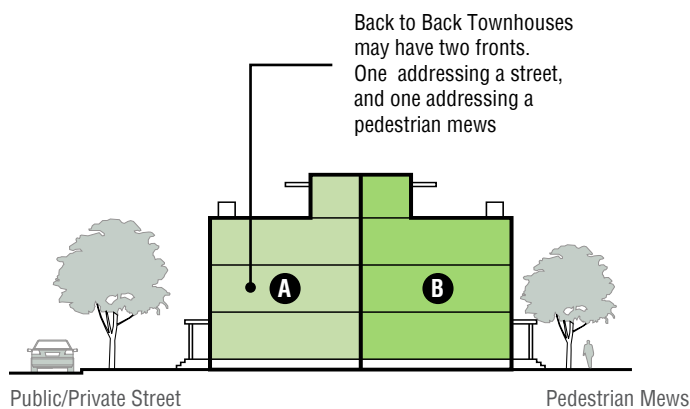 Back to Back Townhouses
may have two fronts.
One addressing a street,
and one addressing a
pedestrian mews
A
B
Public/Private Street
Pedestrian Mews